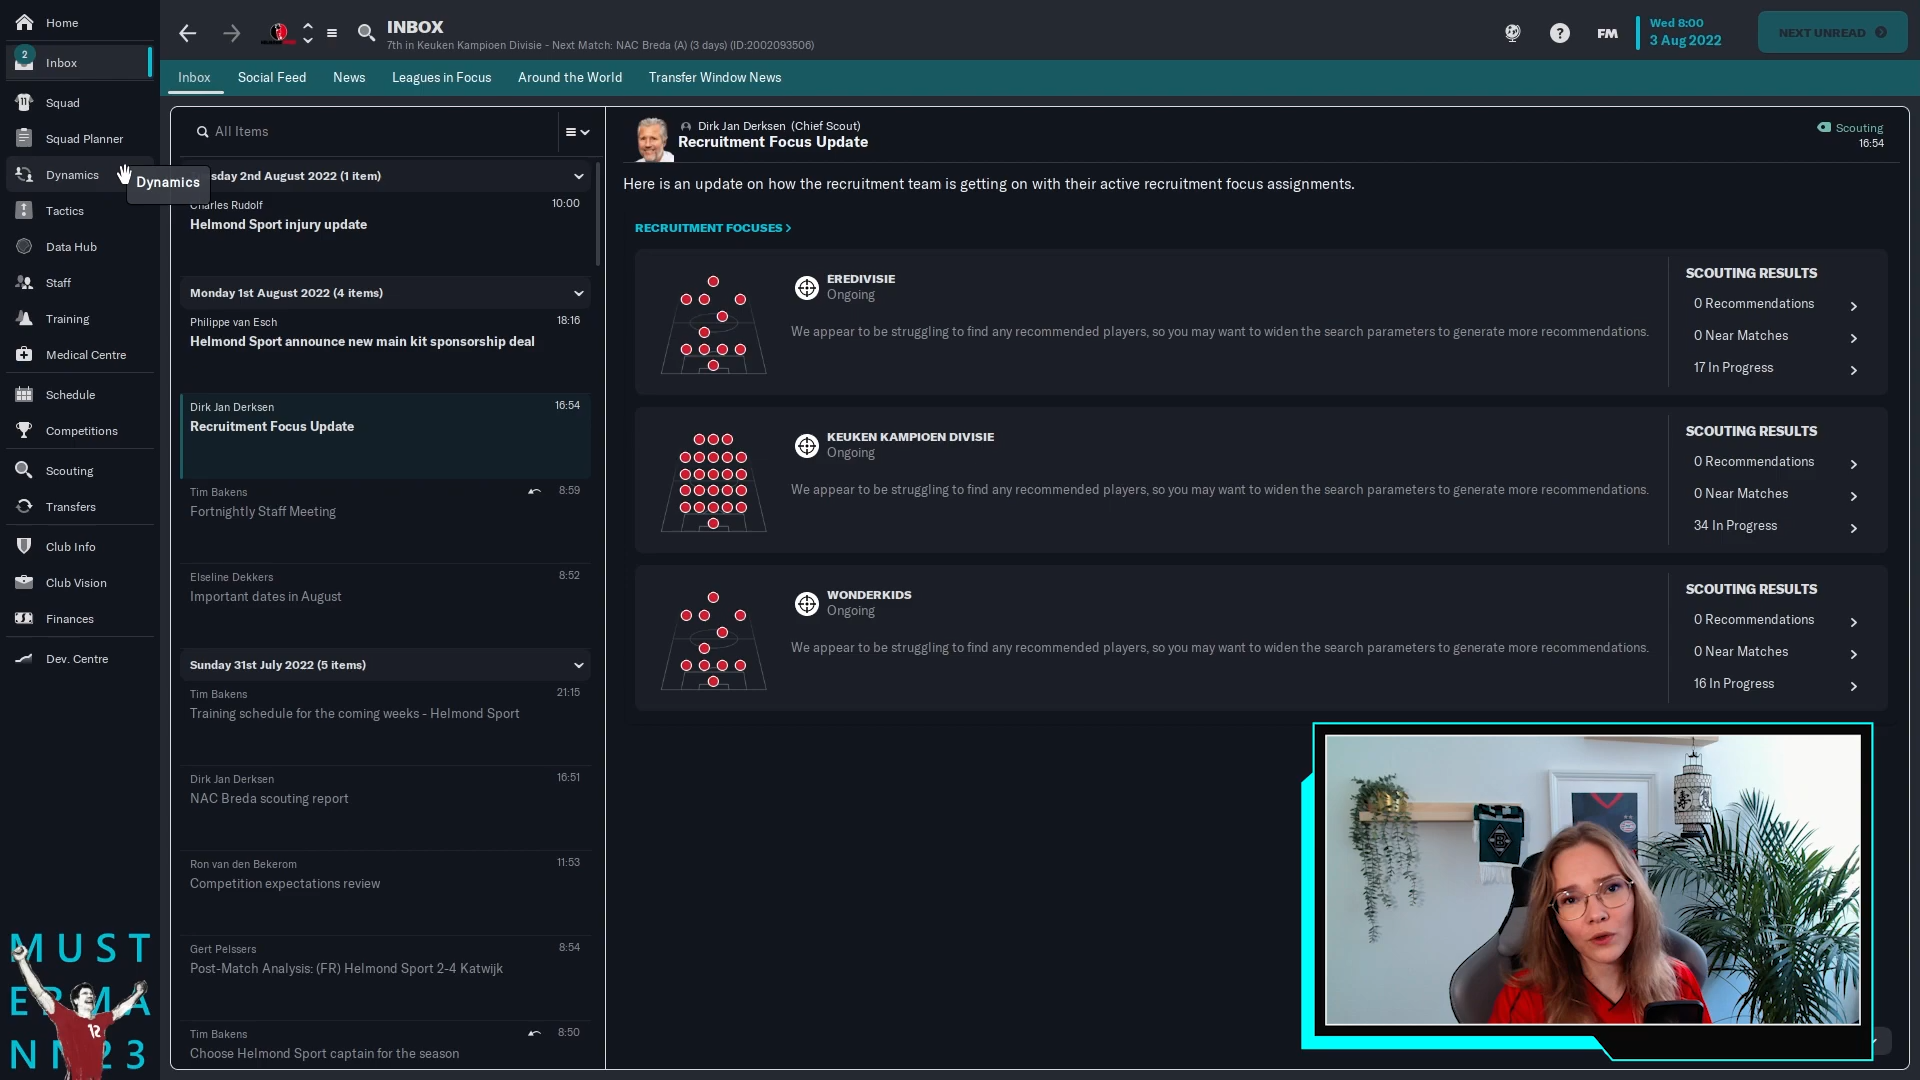 Home
2
Inbox
Squad
Squad Planner
Dynamics
Tactics
Data Hub
Staff
Training
Medical Centre
Schedule
Competitions
Scouting
Transfers
Club Info
Club Vision
Finances
Dev. Centre
MUST
ERMA
NN23
12
Dynamics
INBOX
7th in Keuken Kampioen Divisie - Next Match: NAC Breda (A) (3 days) (ID:2002093506)
?
FM
Wed 8:00
3 Aug 2022
NEXT UNREAD
Inbox Social Feed News Leagues in Focus Around the World Transfer Window News
All Items
sday 2nd August 2022 (1 item)
Charles Rudolf 10:00
Helmond Sport injury update
Monday 1st August 2022 (4 items)
Philippe van Esch 18:16
Helmond Sport announce new main kit sponsorship deal
Dirk Jan Derksen 16:54
Recruitment Focus Update
Tim Bakens 8:59
Fortnightly Staff Meeting
Elseline Dekkers 8:52
Important dates in August
Sunday 31st July 2022 (5 items)
Tim Bakens 21:15
Training schedule for the coming weeks - Helmond Sport
Dirk Jan Derksen 16:51
NAC Breda scouting report
Ron van den Bekerom 11:53
Competition expectations review
Gert Pelssers 8:54
Post-Match Analysis: (FR) Helmond Sport 2-4 Katwijk
Tim Bakens 8:50
Choose Helmond Sport captain for the season
Dirk Jan Derksen (Chief Scout)
Recruitment Focus Update
Scouting
16:54
Here is an update on how the recruitment team is getting on with their active recruitment focus assignments.
RECRUITMENT FOCUSES >
EREDIVISIE
Ongoing
We appear to be struggling to find any recommended players, so you may want to widen the search parameters to generate more recommendations.
SCOUTING RESULTS
0 Recommendations
0 Near Matches
17 In Progress
KEUKEN KAMPIOEN DIVISIE
Ongoing
We appear to be struggling to find any recommended players, so you may want to widen the search parameters to generate more recommendations.
SCOUTING RESULTS
0 Recommendations
0 Near Matches
34 In Progress
WONDERKIDS
Ongoing
We appear to be struggling to find any recommended players, so you may want to widen the search parameters to generate more recommendations.
SCOUTING RESULTS
0 Recommendations
0 Near Matches
16 In Progress